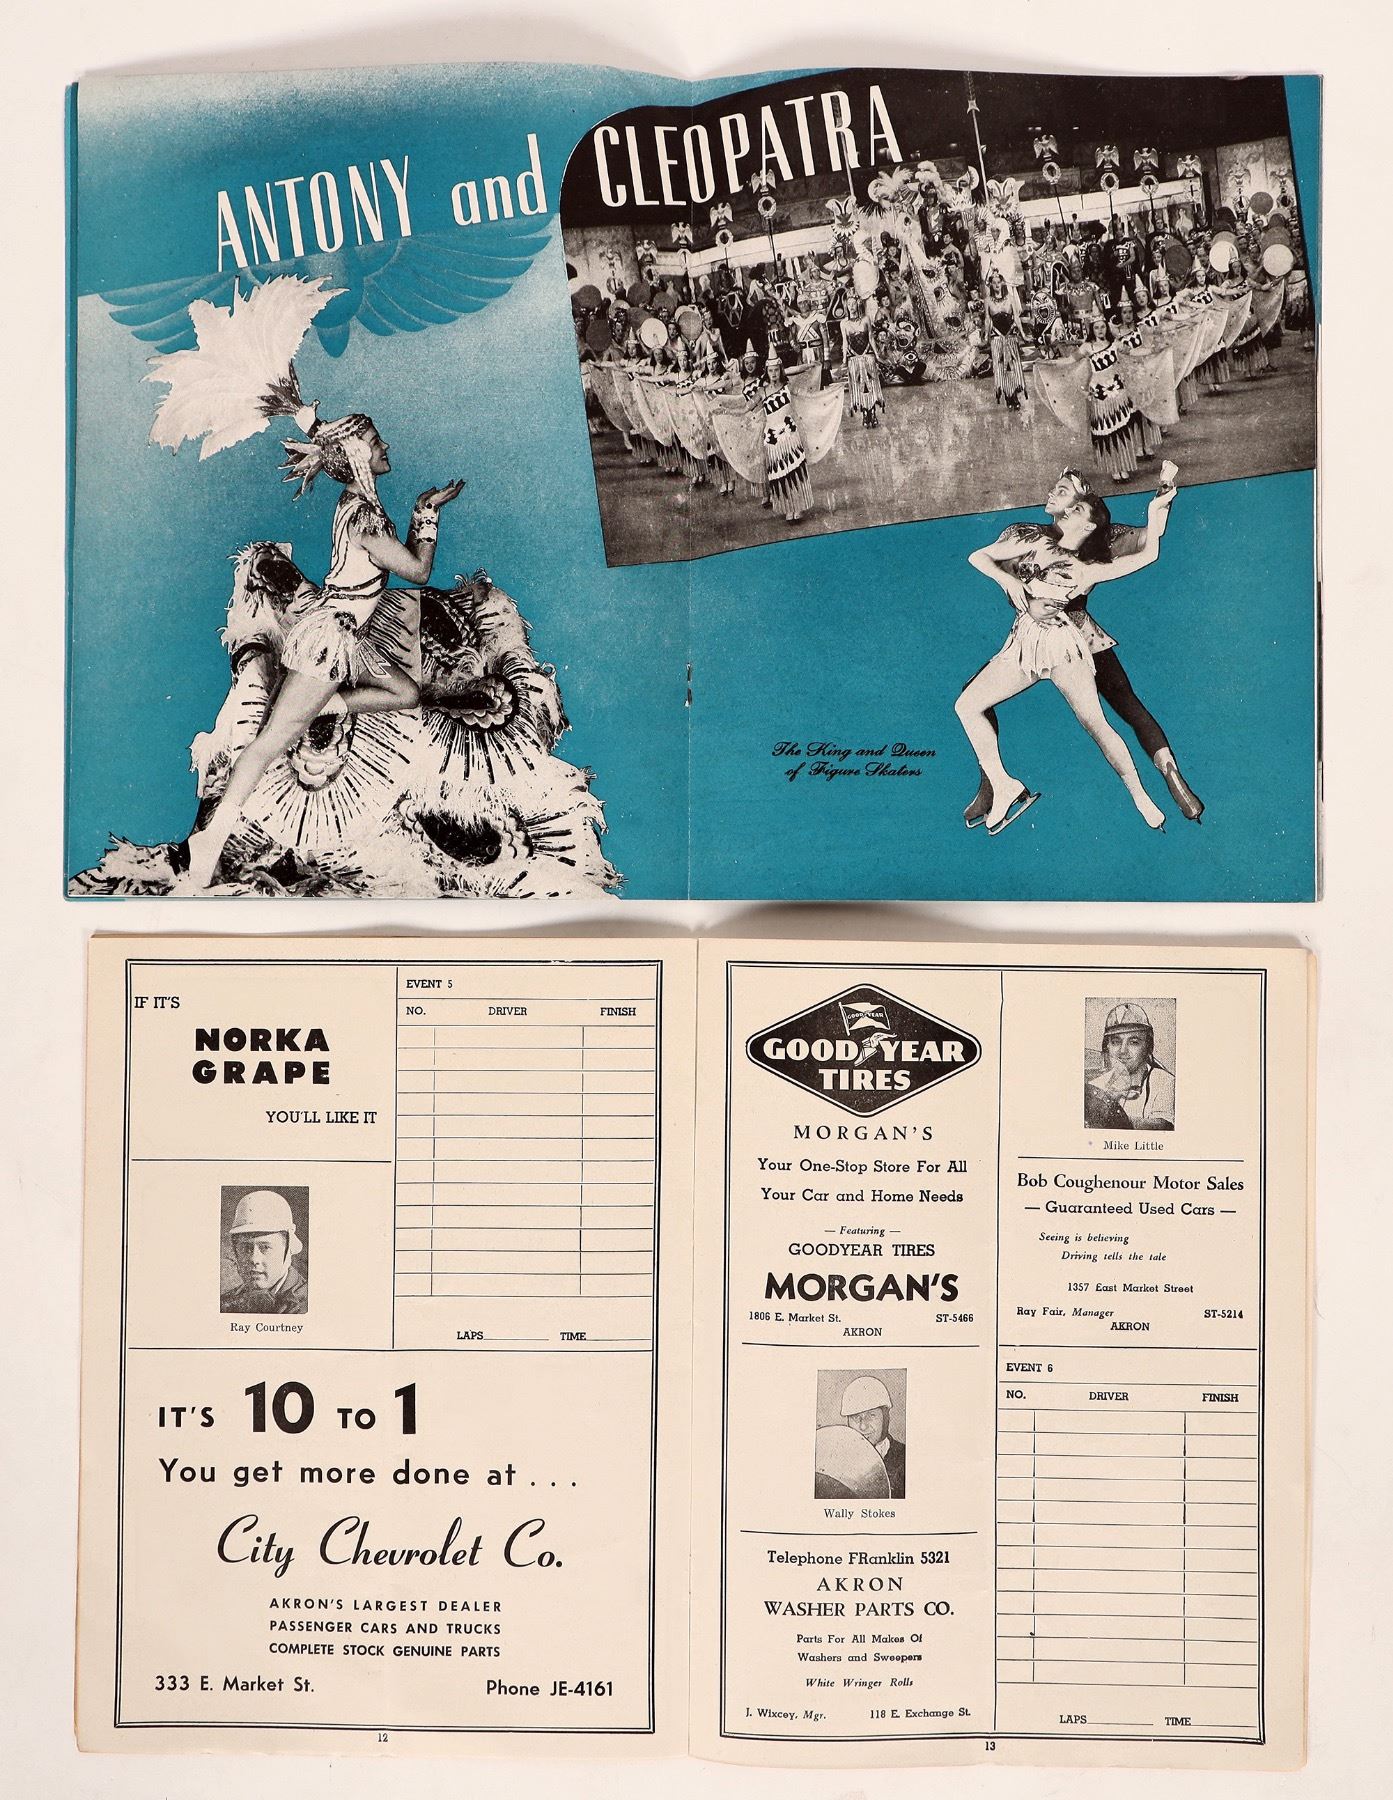 ANTONY and CLEOPATRA
The King and Queen
of Figure Skaters
IF IT'S
NORKA
GRAPE
YOU'LL LIKE IT
Ray Courtney
EVENT 5
NO. DRIVER FINISH
LAPS TIME
IT'S 10 TO 1
You get more done at . . .
City Chevrolet Co.
AKRON'S LARGEST DEALER
PASSENGER CARS AND TRUCKS
COMPLETE STOCK GENUINE PARTS
333 E. Market St. Phone JE-4161
12
GOOD YEAR
GOOD YEAR
TIRES
MORGAN'S
Your One-Stop Store For All
Your Car and Home Needs
— Featuring —
GOODYEAR TIRES
MORGAN'S
1806 E. Market St. ST-5466
AKRON
Wally Stokes
Telephone FRanklin 5321
AKRON
WASHER PARTS CO.
Parts For All Makes Of
Washers and Sweepers
White Wringer Rolls
J. Wixcey, Mgr. 118 E. Exchange St.
Mike Little
Bob Coughenour Motor Sales
— Guaranteed Used Cars —
Seeing is believing
Driving tells the tale
1357 East Market Street
Ray Fair, Manager ST-5214
AKRON
EVENT 6
NO. DRIVER FINISH
LAPS TIME
13